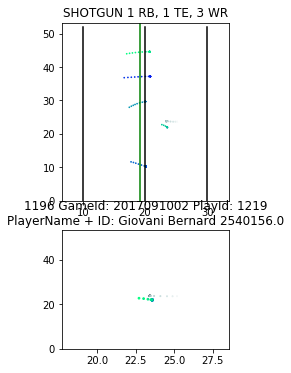 SHOTGUN 1 RB, 1 TE, 3 WR
50
40
30
20
10
0
10 20 30
1196 GameId: 2017091002 PlayId: 1219
PlayerName + ID: Giovani Bernard 2540156.0
40
20
0
20.0 22.5 25.0 27.5